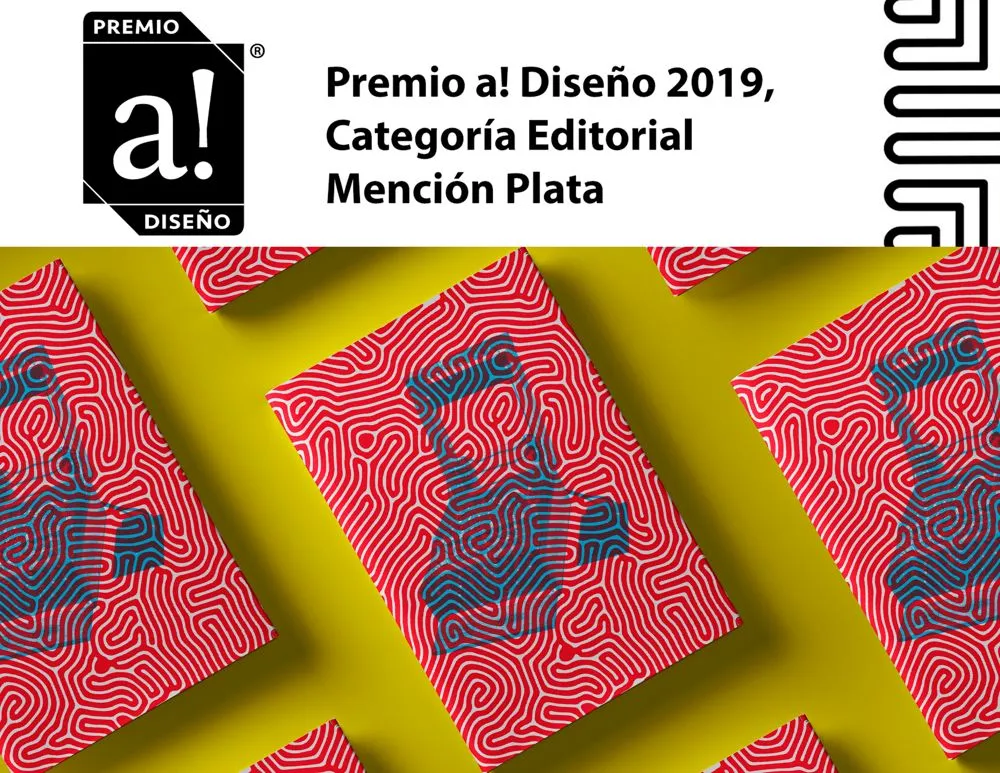 PREMIO
a!
DISEÑO
®
Premio a! Diseño 2019,
Categoría Editorial
Mención Plata